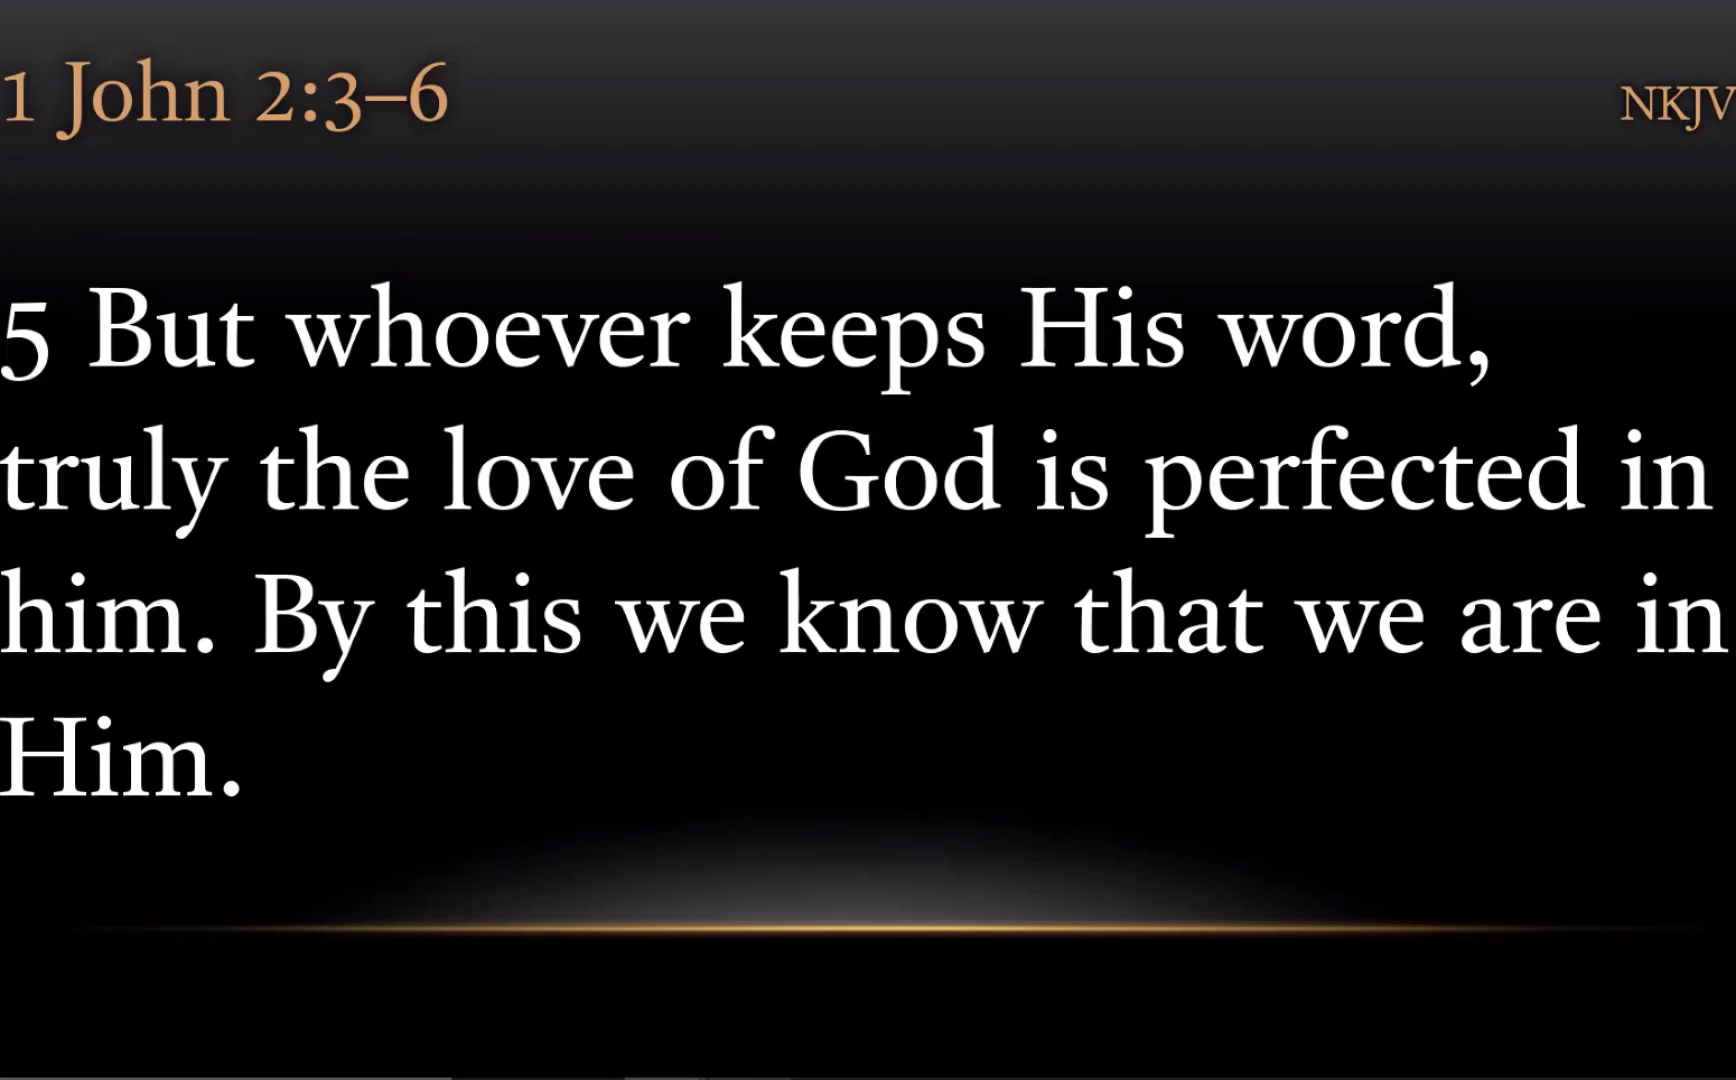 1 John 2:3–6
NKJV
5 But whoever keeps His word,
truly the love of God is perfected in
him. By this we know that we are in
Him.